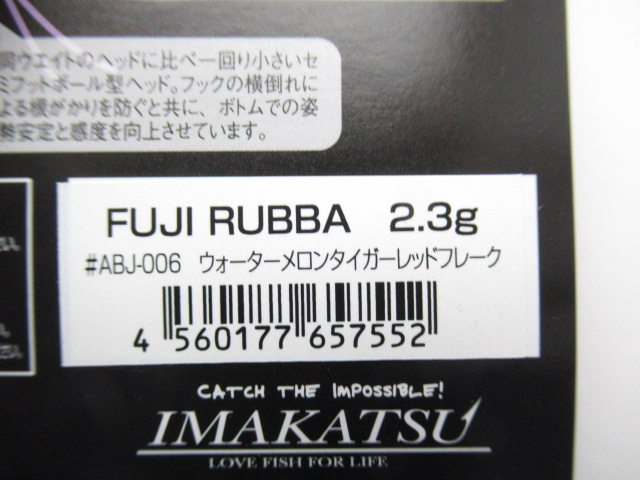 同ウエイトのヘッドに比べ一回り小さいセ
ミフットボール型ヘッド。フックの横倒れに
よる根がかりを防ぐと共に、ボトムでの姿
勢安定と感度を向上させています。
FUJI RUBBA 2.3g
#ABJ-006 ウォーターメロンタイガーレッドフレーク
4 560177 657552
CATCH THE IMPOSSIBLE!
IMAKATSU
LOVE FISH FOR LIFE